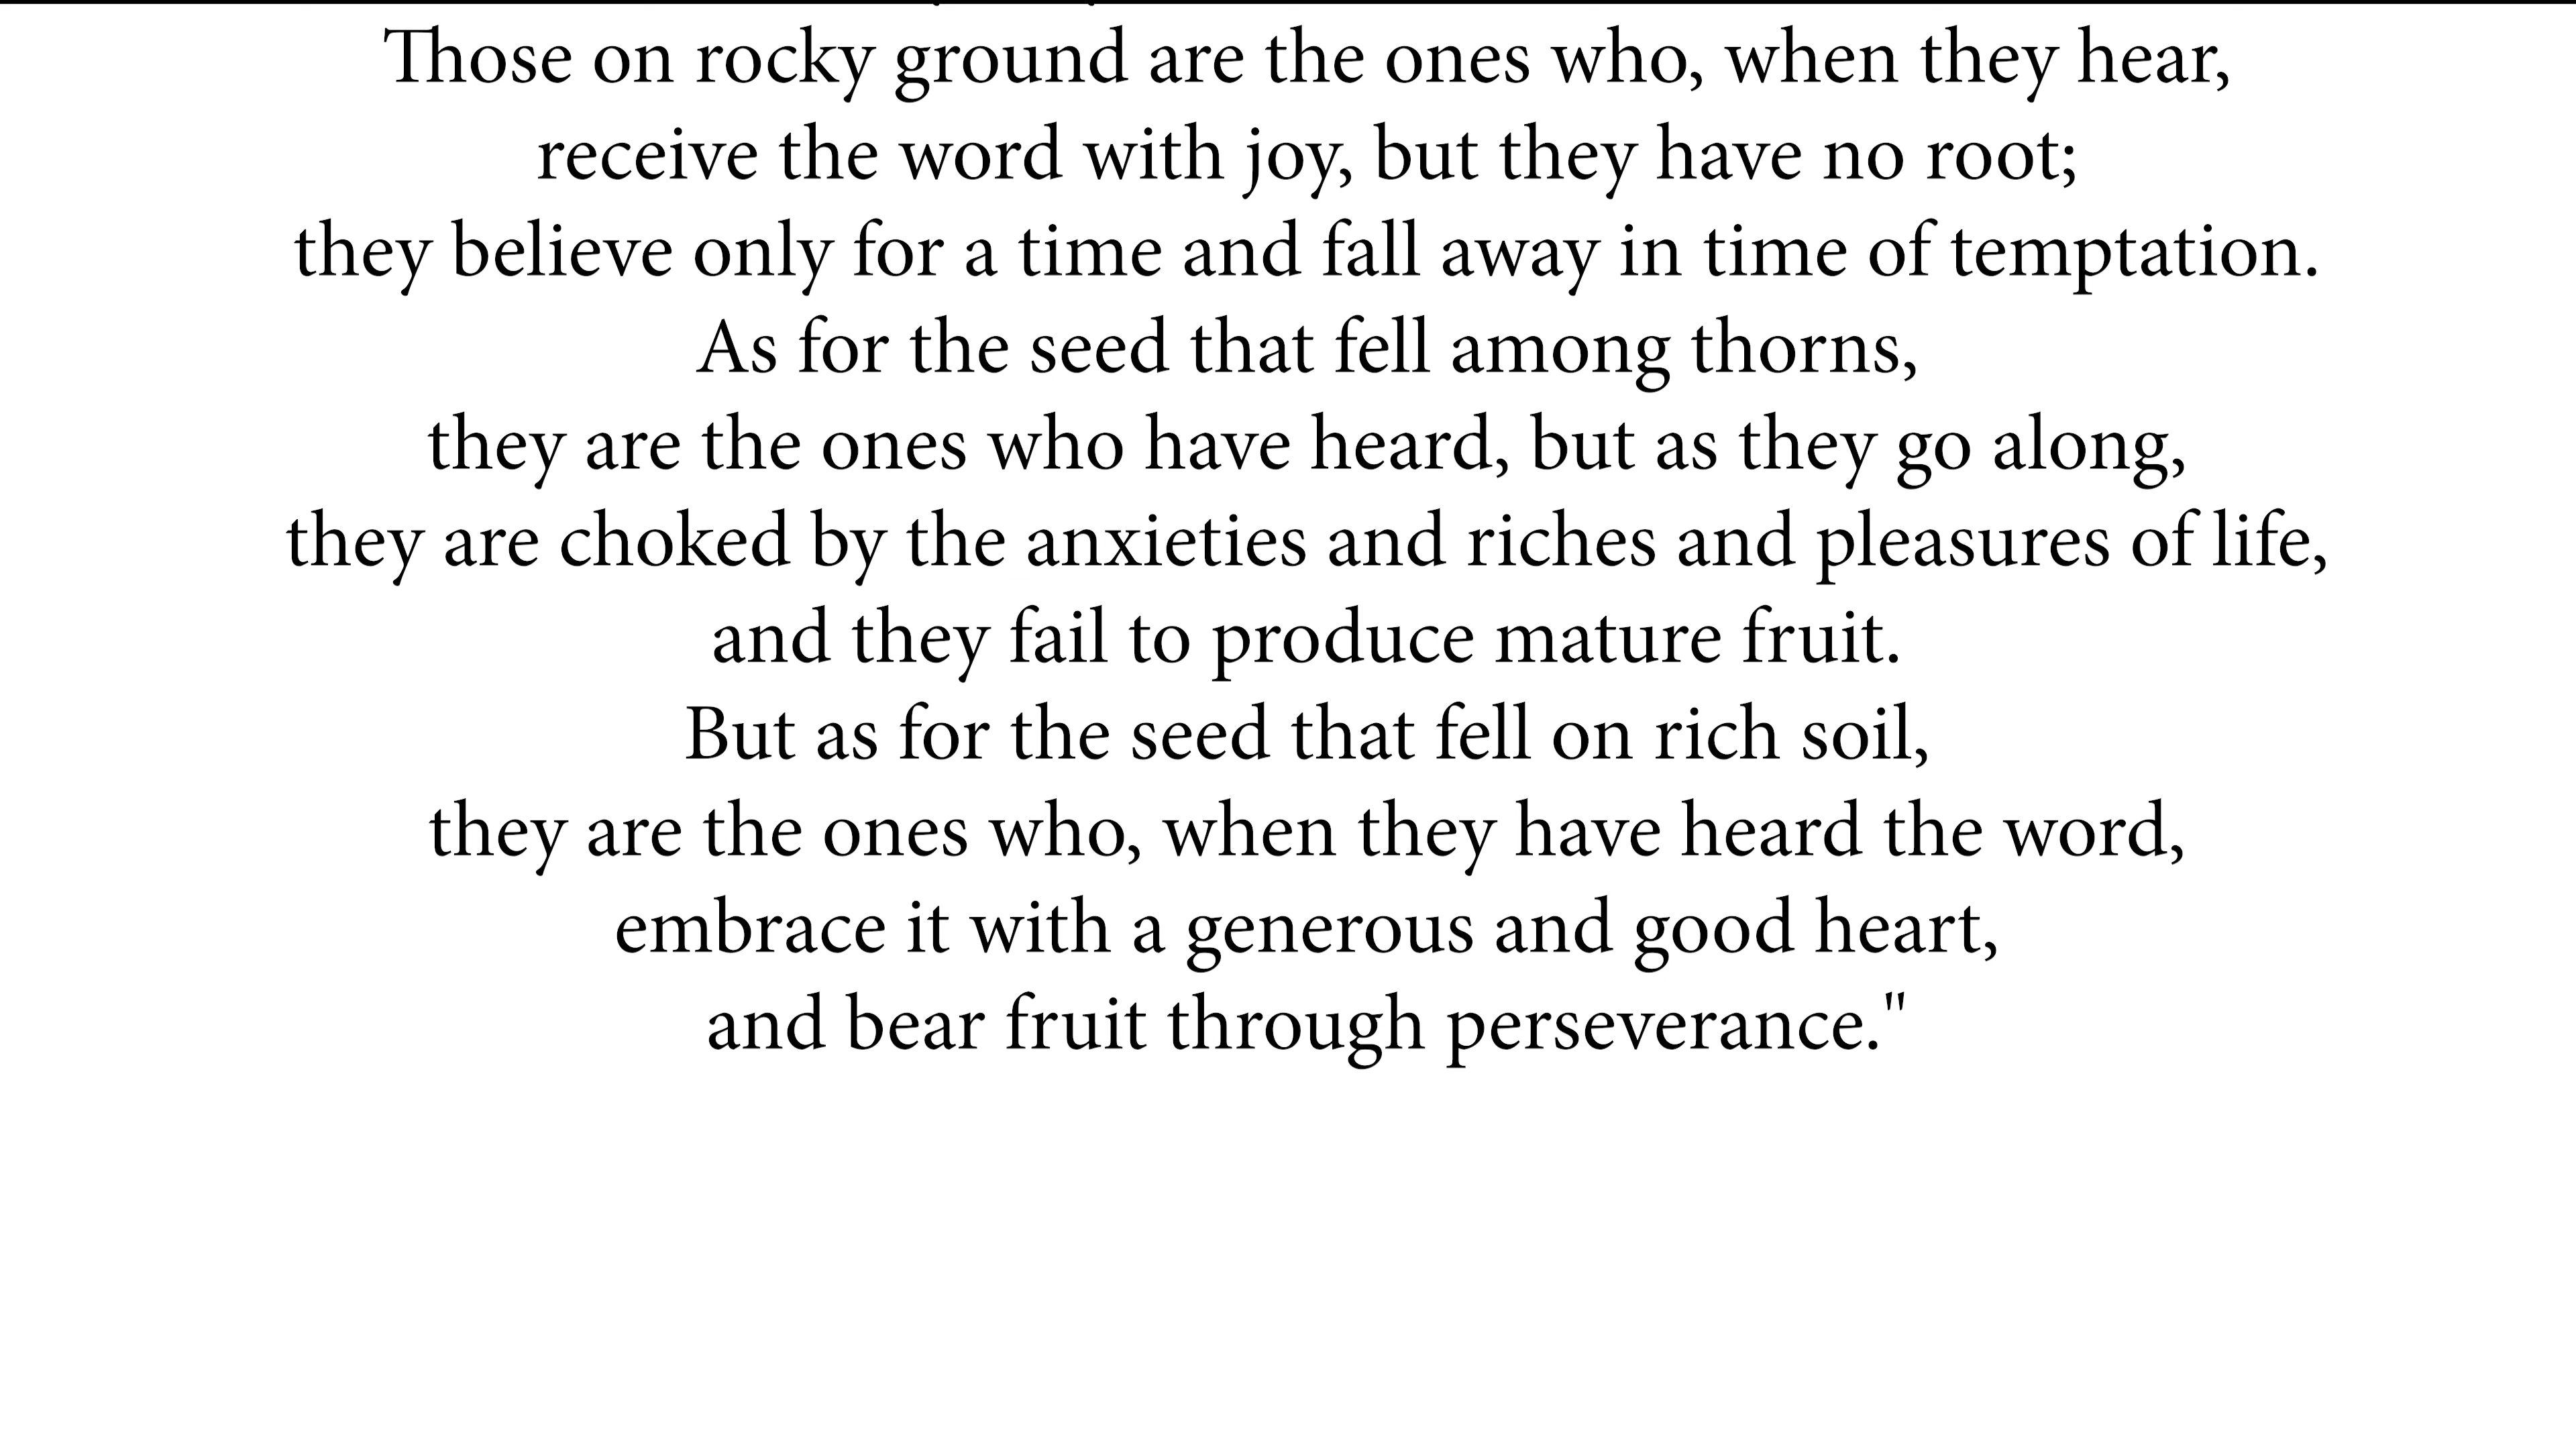 Those on rocky ground are the ones who, when they hear,
receive the word with joy, but they have no root;
they believe only for a time and fall away in time of temptation.
As for the seed that fell among thorns,
they are the ones who have heard, but as they go along,
they are choked by the anxieties and riches and pleasures of life,
and they fail to produce mature fruit.
But as for the seed that fell on rich soil,
they are the ones who, when they have heard the word,
embrace it with a generous and good heart,
and bear fruit through perseverance."